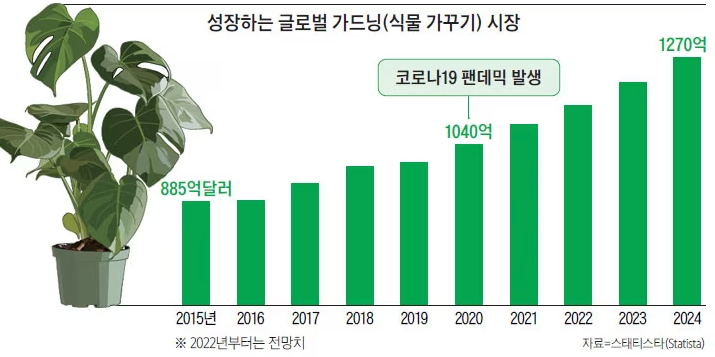 성장하는 글로벌 가드닝(식물 가꾸기) 시장
1270억
코로나19 팬데믹 발생
1040억
885억달러
2015년 2016 2017 2018 2019 2020 2021 2022 2023 2024
※ 2022년부터는 전망치 자료=스태티스타(Statista)